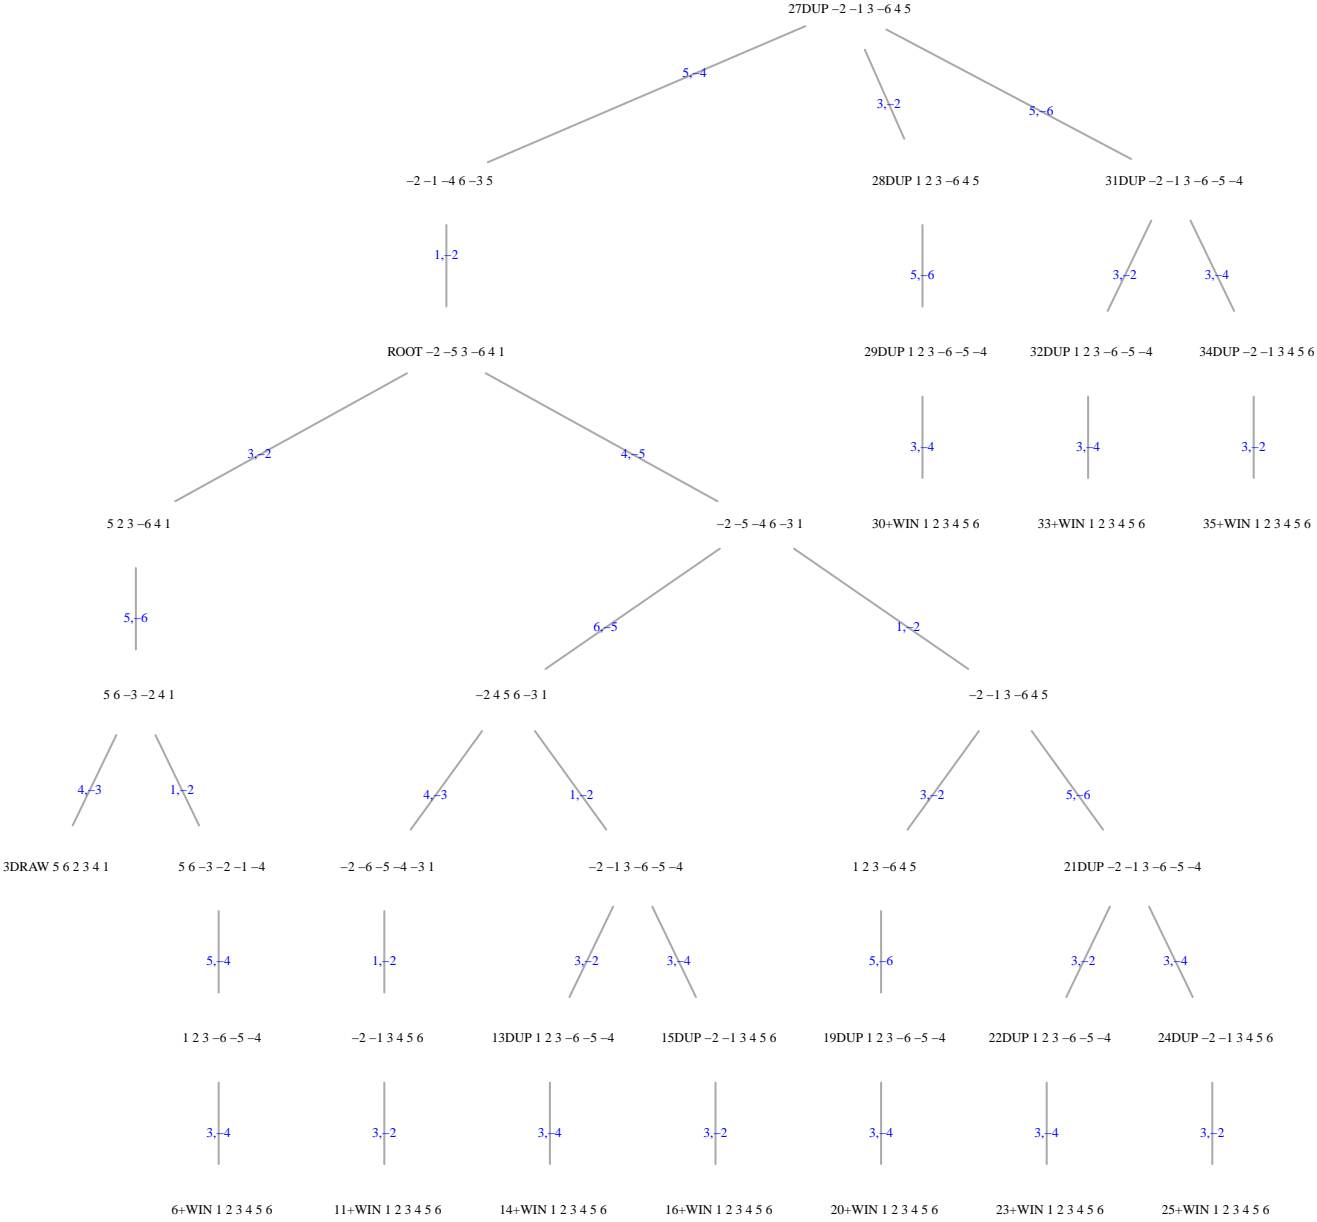 27DUP −2 −1 3 −6 4 5
5,−4
3,−2
5,−6
−2 −1 −4 6 −3 5
28DUP 1 2 3 −6 4 5
31DUP −2 −1 3 −6 −5 −4
1,−2
5,−6
3,−2
3,−4
ROOT −2 −5 3 −6 4 1
29DUP 1 2 3 −6 −5 −4
32DUP 1 2 3 −6 −5 −4
34DUP −2 −1 3 4 5 6
3,−2
4,−5
3,−4
3,−4
3,−2
5 2 3 −6 4 1
−2 −5 −4 6 −3 1
30+WIN 1 2 3 4 5 6
33+WIN 1 2 3 4 5 6
35+WIN 1 2 3 4 5 6
5,−6
6,−5
1,−2
5 6 −3 −2 4 1
−2 4 5 6 −3 1
−2 −1 3 −6 4 5
4,−3
1,−2
4,−3
1,−2
3,−2
5,−6
3DRAW 5 6 2 3 4 1
5 6 −3 −2 −1 −4
−2 −6 −5 −4 −3 1
−2 −1 3 −6 −5 −4
1 2 3 −6 4 5
21DUP −2 −1 3 −6 −5 −4
5,−4
1,−2
3,−2
3,−4
5,−6
3,−2
3,−4
1 2 3 −6 −5 −4
−2 −1 3 4 5 6
13DUP 1 2 3 −6 −5 −4
15DUP −2 −1 3 4 5 6
19DUP 1 2 3 −6 −5 −4
22DUP 1 2 3 −6 −5 −4
24DUP −2 −1 3 4 5 6
3,−4
3,−2
3,−4
3,−2
3,−4
3,−4
3,−2
6+WIN 1 2 3 4 5 6
11+WIN 1 2 3 4 5 6
14+WIN 1 2 3 4 5 6
16+WIN 1 2 3 4 5 6
20+WIN 1 2 3 4 5 6
23+WIN 1 2 3 4 5 6
25+WIN 1 2 3 4 5 6